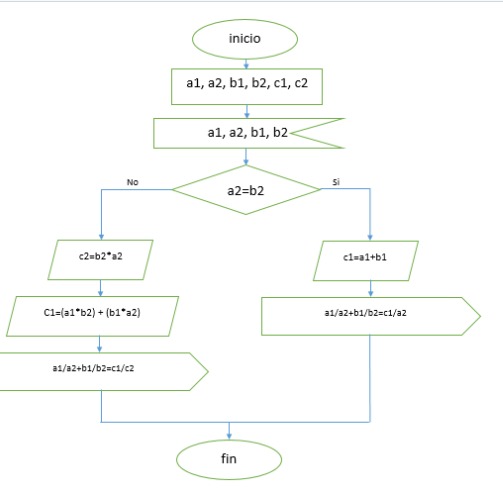 inicio
a1, a2, b1, b2, c1, c2
a1, a2, b1, b2
a2=b2
No
Si
c2=b2*a2
c1=a1+b1
C1=(a1*b2) + (b1*a2)
a1/a2+b1/b2=c1/a2
a1/a2+b1/b2=c1/c2
fin